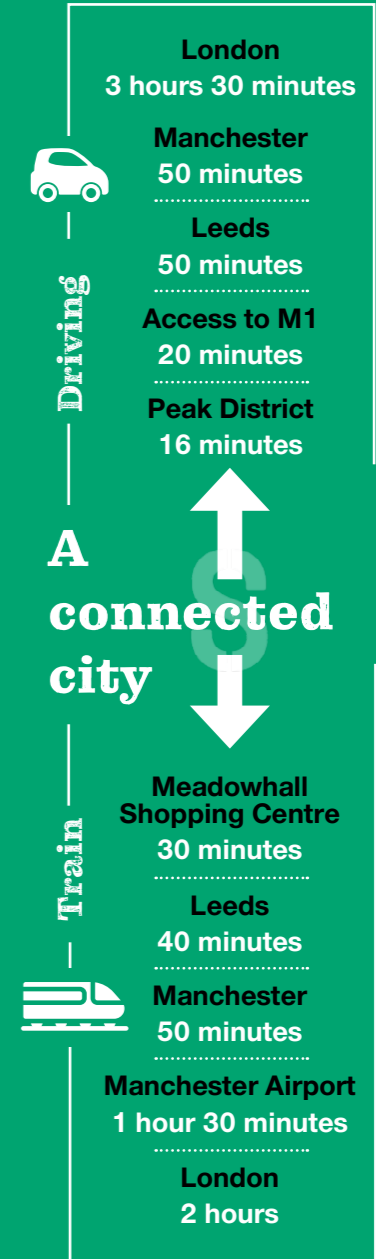 London
3 hours 30 minutes
Manchester
50 minutes
Leeds
50 minutes
Access to M1
20 minutes
Peak District
16 minutes
Driving
A
connected
city
S
Train
Meadowhall
Shopping Centre
30 minutes
Leeds
40 minutes
Manchester
50 minutes
Manchester Airport
1 hour 30 minutes
London
2 hours